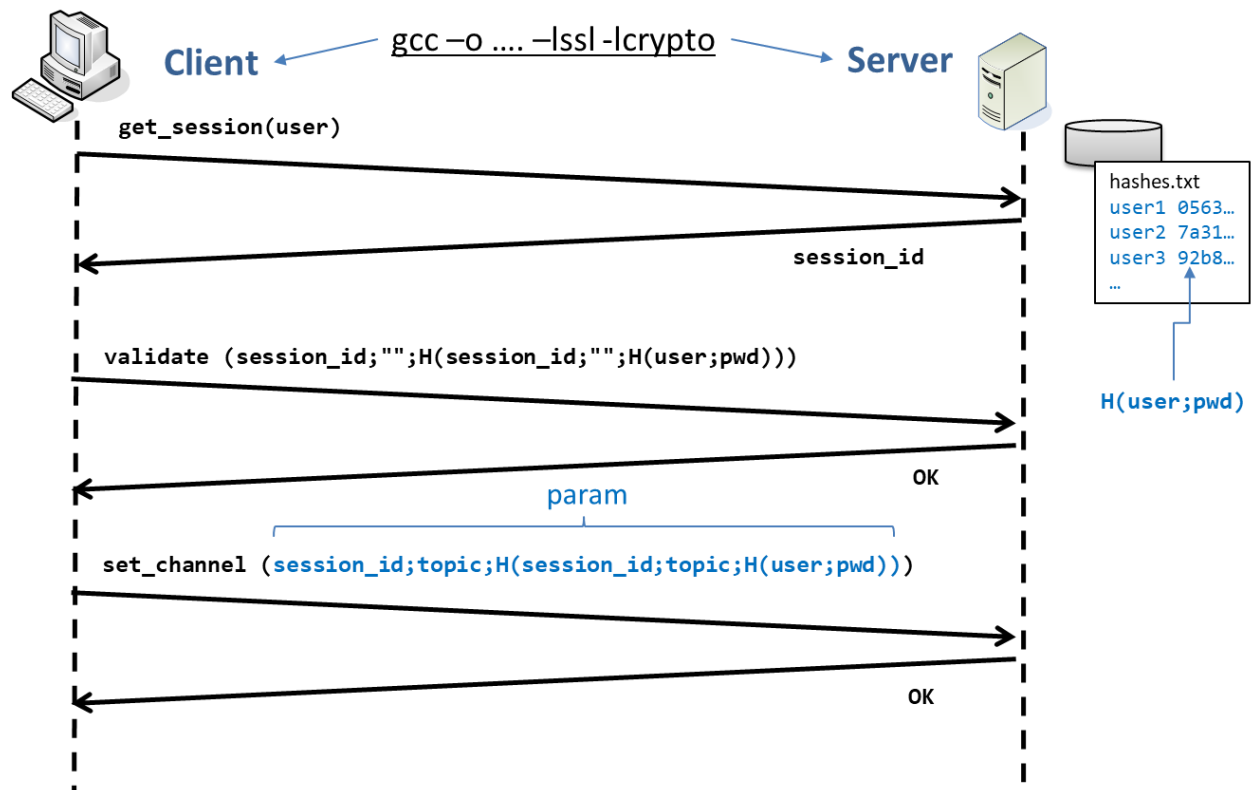 gcc –o …. –lssl -lcrypto
Client
Server
get_session(user)
hashes.txt
user1 0563…
user2 7a31…
user3 92b8…
…
session_id
validate (session_id;"";H(session_id;"";H(user;pwd)))
H(user;pwd)
OK
param
set_channel (session_id;topic;H(session_id;topic;H(user;pwd)))
OK